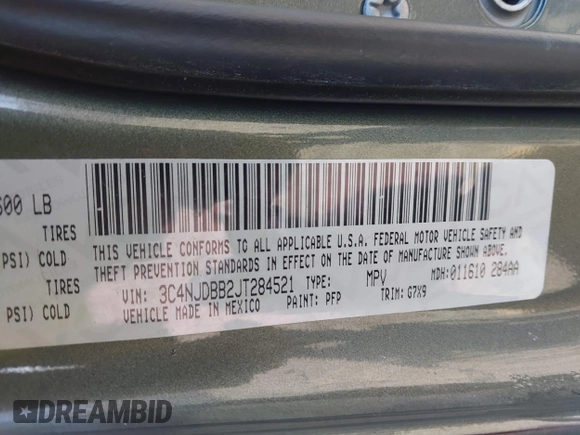 600 LB
TIRES
PSI) COLD
TIRES
PSI) COLD
THIS VEHICLE CONFORMS TO ALL APPLICABLE U.S.A. FEDERAL MOTOR VEHICLE SAFETY AND
THEFT PREVENTION STANDARDS IN EFFECT ON THE DATE OF MANUFACTURE SHOWN ABOVE.
VIN: 3C4NJDBB2JT284521 TYPE: MPV MDH:011610 284AA
VEHICLE MADE IN MEXICO PAINT: PFP TRIM: G7X9
DREAMBID